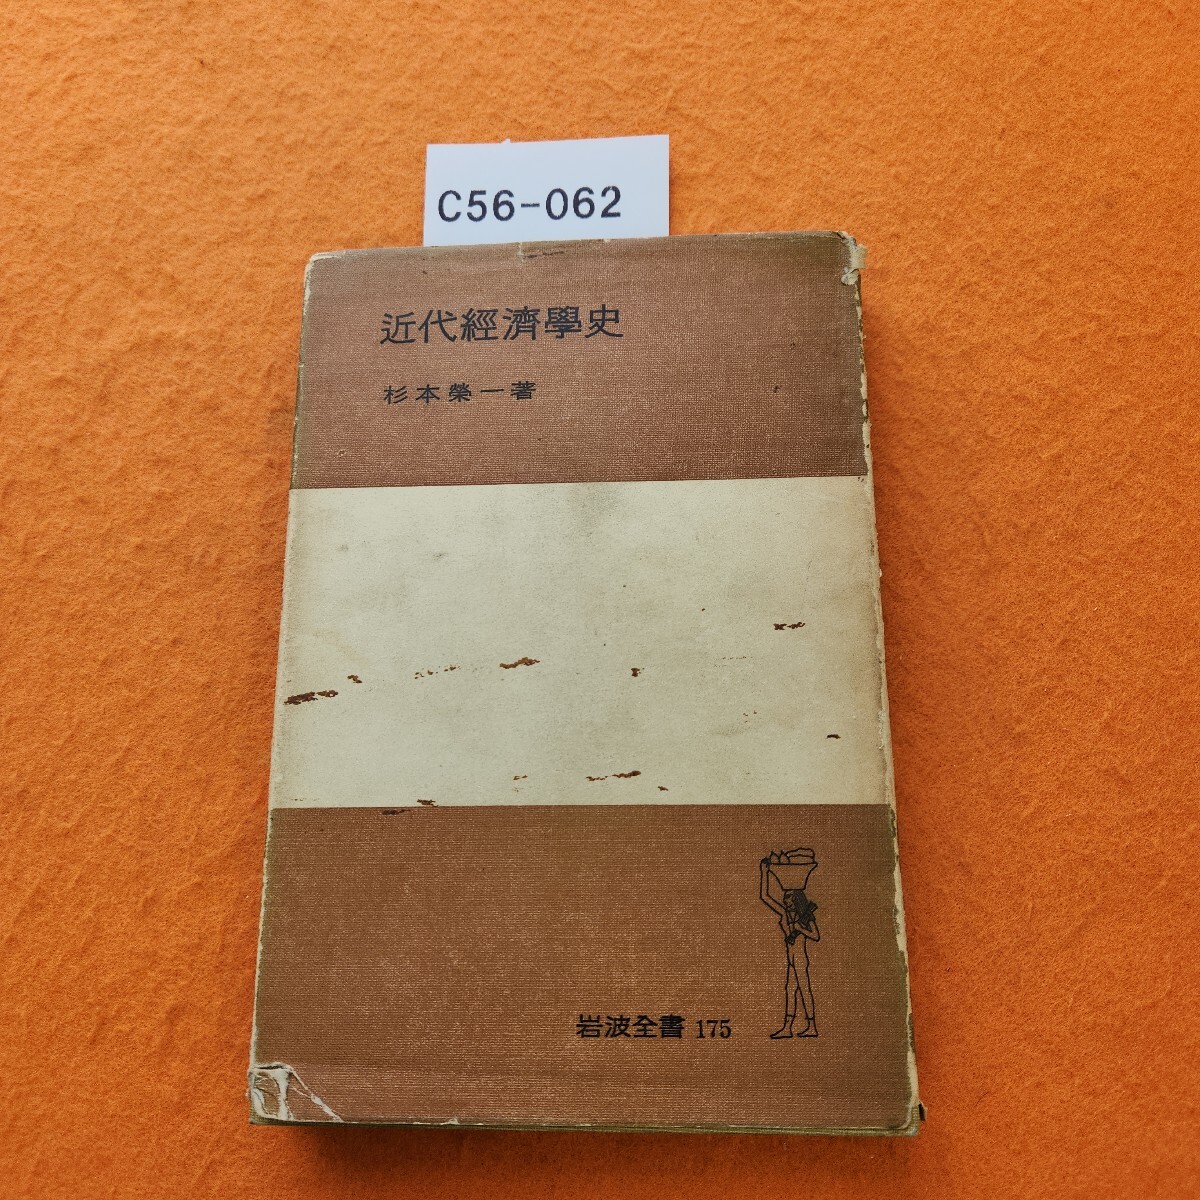 C56-062
近代經濟學史
杉本榮一著
岩波全書 175